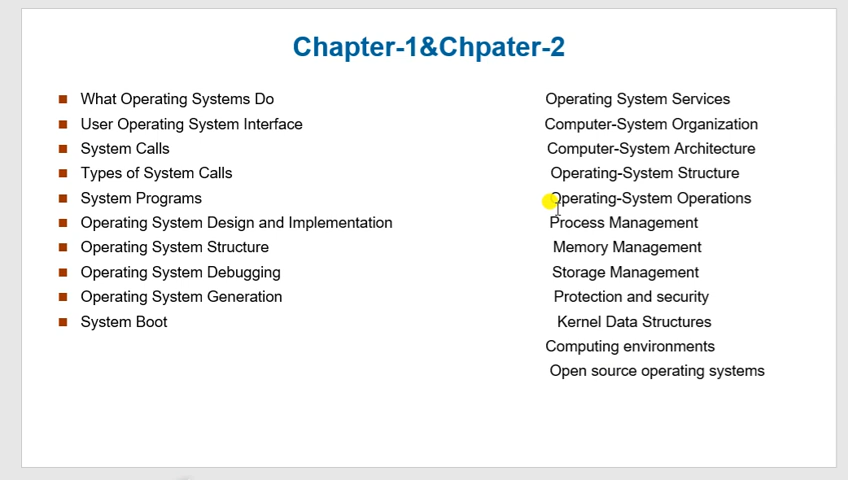 Chapter-1&Chpater-2
What Operating Systems Do
User Operating System Interface
System Calls
Types of System Calls
System Programs
Operating System Design and Implementation
Operating System Structure
Operating System Debugging
Operating System Generation
System Boot
Operating System Services
Computer-System Organization
Computer-System Architecture
Operating-System Structure
Operating-System Operations
Process Management
Memory Management
Storage Management
Protection and security
Kernel Data Structures
Computing environments
Open source operating systems